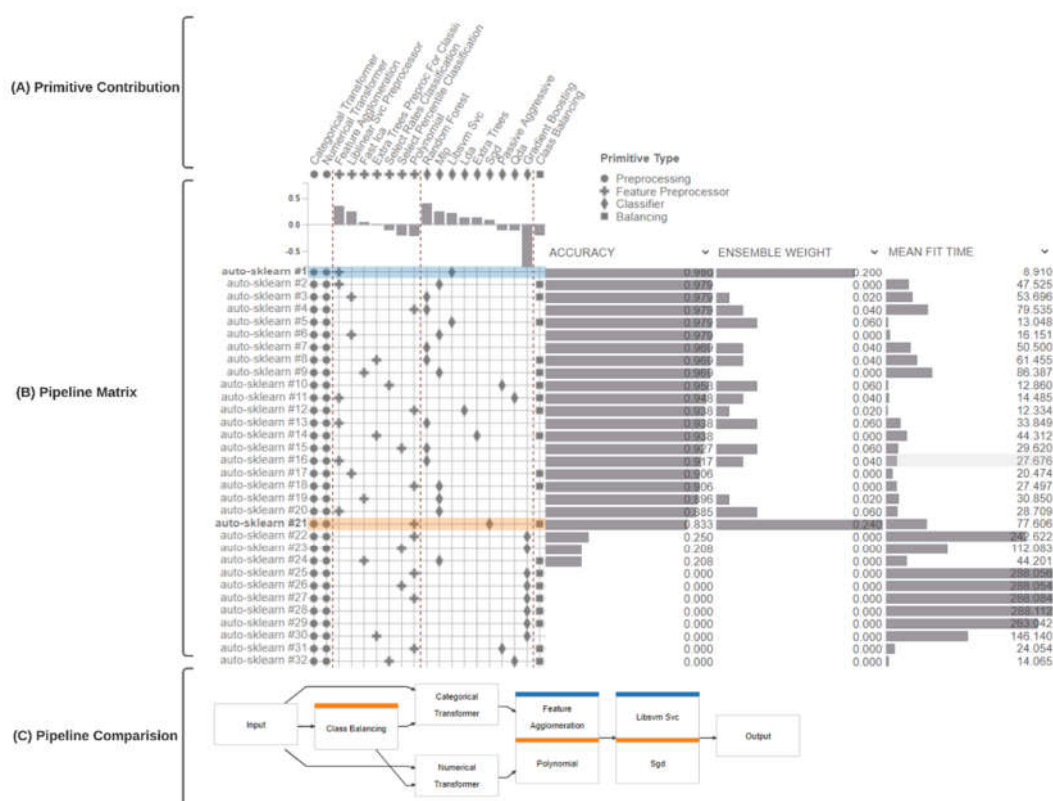 (A) Primitive Contribution
Categorical Transformer
Numerical Transformer
Feature Agglomeration
Liblinear Svc Preprocessor
Fast Ica
Extra Trees Preproc For Classifi
Select Rates Classification
Select Percentile Classification
Polynomial
Random Forest
Mlp
Libsvm Svc
Lda
Extra Trees
Sgd
Passive Aggressive
Qda
Gradient Boosting
Class Balancing
Primitive Type
Preprocessing
Feature Preprocessor
Classifier
Balancing
0.5
0.0
-0.5
(B) Pipeline Matrix
ACCURACY ENSEMBLE WEIGHT MEAN FIT TIME
auto-sklearn #1 0.990 0.200 8.910
auto-sklearn #2 0.979 0.000 47.525
auto-sklearn #3 0.979 0.020 53.696
auto-sklearn #4 0.979 0.040 79.535
auto-sklearn #5 0.979 0.060 13.048
auto-sklearn #6 0.979 0.000 16.151
auto-sklearn #7 0.969 0.040 50.500
auto-sklearn #8 0.969 0.040 61.455
auto-sklearn #9 0.969 0.000 86.387
auto-sklearn #10 0.958 0.060 12.860
auto-sklearn #11 0.948 0.040 14.485
auto-sklearn #12 0.938 0.020 12.334
auto-sklearn #13 0.938 0.060 33.849
auto-sklearn #14 0.938 0.000 44.312
auto-sklearn #15 0.927 0.060 29.620
auto-sklearn #16 0.917 0.040 27.676
auto-sklearn #17 0.906 0.000 20.474
auto-sklearn #18 0.906 0.000 27.497
auto-sklearn #19 0.896 0.020 30.850
auto-sklearn #20 0.885 0.060 28.709
auto-sklearn #21 0.833 0.240 77.606
auto-sklearn #22 0.250 0.000 242.622
auto-sklearn #23 0.208 0.000 112.083
auto-sklearn #24 0.208 0.000 44.201
auto-sklearn #25 0.000 0.000 288.056
auto-sklearn #26 0.000 0.000 288.054
auto-sklearn #27 0.000 0.000 288.084
auto-sklearn #28 0.000 0.000 288.112
auto-sklearn #29 0.000 0.000 263.042
auto-sklearn #30 0.000 0.000 146.140
auto-sklearn #31 0.000 0.000 24.054
auto-sklearn #32 0.000 0.000 14.065
(C) Pipeline Comparision
Input
Class Balancing
Categorical
Transformer
Numerical
Transformer
Feature
Agglomeration
Polynomial
Libsvm Svc
Sgd
Output